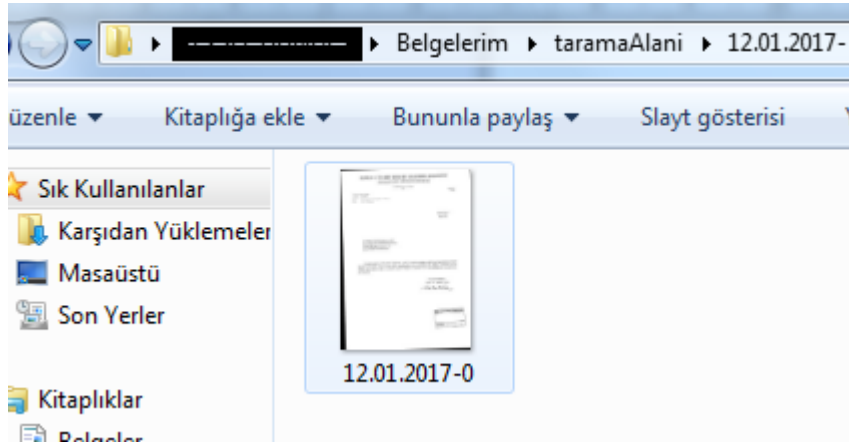 Belgelerim taramaAlani 12.01.2017-
üzenle Kitaplığa ekle Bununla paylaş Slayt gösterisi
Sık Kullanılanlar
Karşıdan Yüklemeler
Masaüstü
Son Yerler
12.01.2017-0
Kitaplıklar
Belgeler